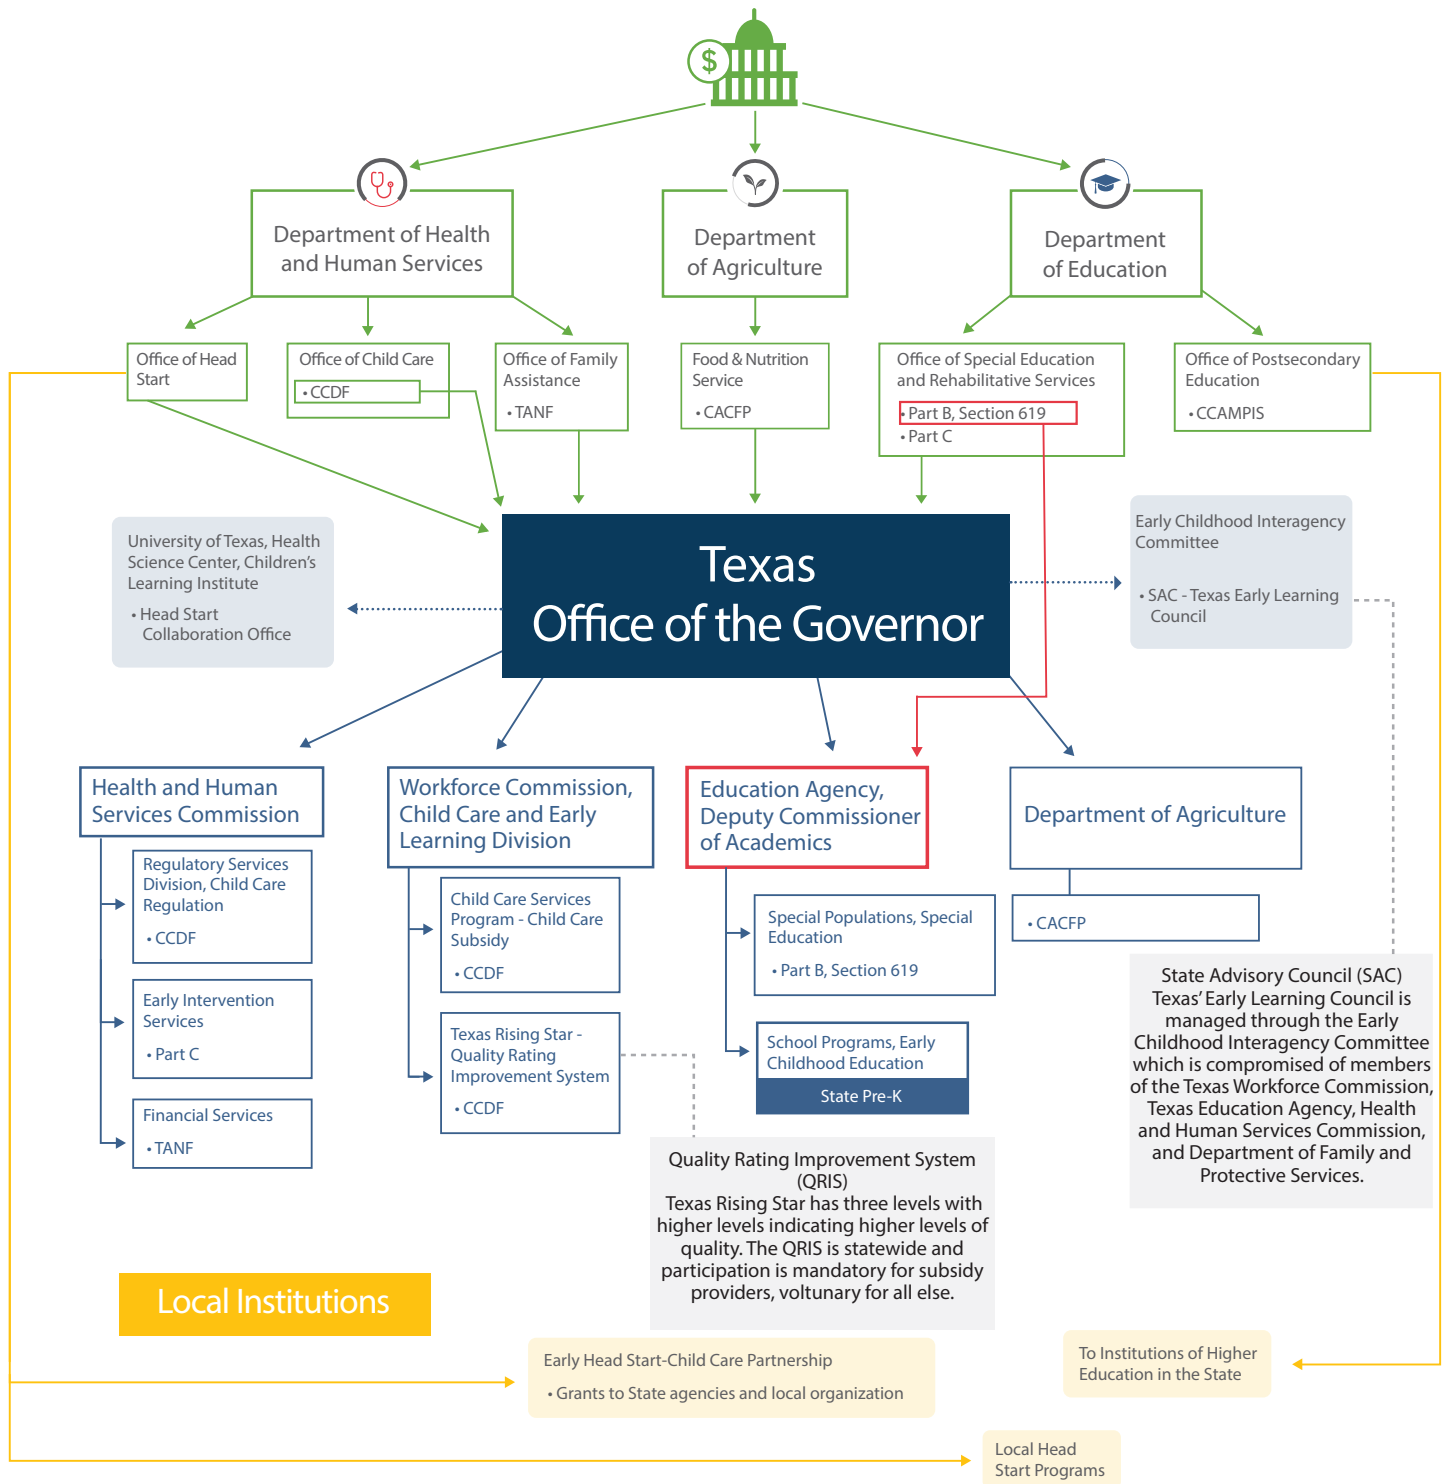 $
Department of Health
and Human Services
Department
of Agriculture
Department
of Education
Office of Head
Start
Office of Child Care
• CCDF
Office of Family
Assistance
• TANF
Food & Nutrition
Service
• CACFP
Office of Special Education
and Rehabilitative Services
• Part B, Section 619
• Part C
Office of Postsecondary
Education
• CCAMPIS
University of Texas, Health
Science Center, Children’s
Learning Institute
• Head Start
Collaboration Office
Texas
Office of the Governor
Early Childhood Interagency
Committee
• SAC - Texas Early Learning
Council
Health and Human
Services Commission
Regulatory Services
Division, Child Care
Regulation
• CCDF
Early Intervention
Services
• Part C
Financial Services
• TANF
Workforce Commission,
Child Care and Early
Learning Division
Child Care Services
Program - Child Care
Subsidy
• CCDF
Texas Rising Star -
Quality Rating
Improvement System
• CCDF
Education Agency,
Deputy Commissioner
of Academics
Special Populations, Special
Education
• Part B, Section 619
School Programs, Early
Childhood Education
State Pre-K
Department of Agriculture
• CACFP
State Advisory Council (SAC)
Texas’ Early Learning Council is
managed through the Early
Childhood Interagency Committee
which is compromised of members
of the Texas Workforce Commission,
Texas Education Agency, Health
and Human Services Commission,
and Department of Family and
Protective Services.
Quality Rating Improvement System
(QRIS)
Texas Rising Star has three levels with
higher levels indicating higher levels of
quality. The QRIS is statewide and
participation is mandatory for subsidy
providers, voltunary for all else.
Local Institutions
Early Head Start-Child Care Partnership
• Grants to State agencies and local organization
To Institutions of Higher
Education in the State
Local Head
Start Programs